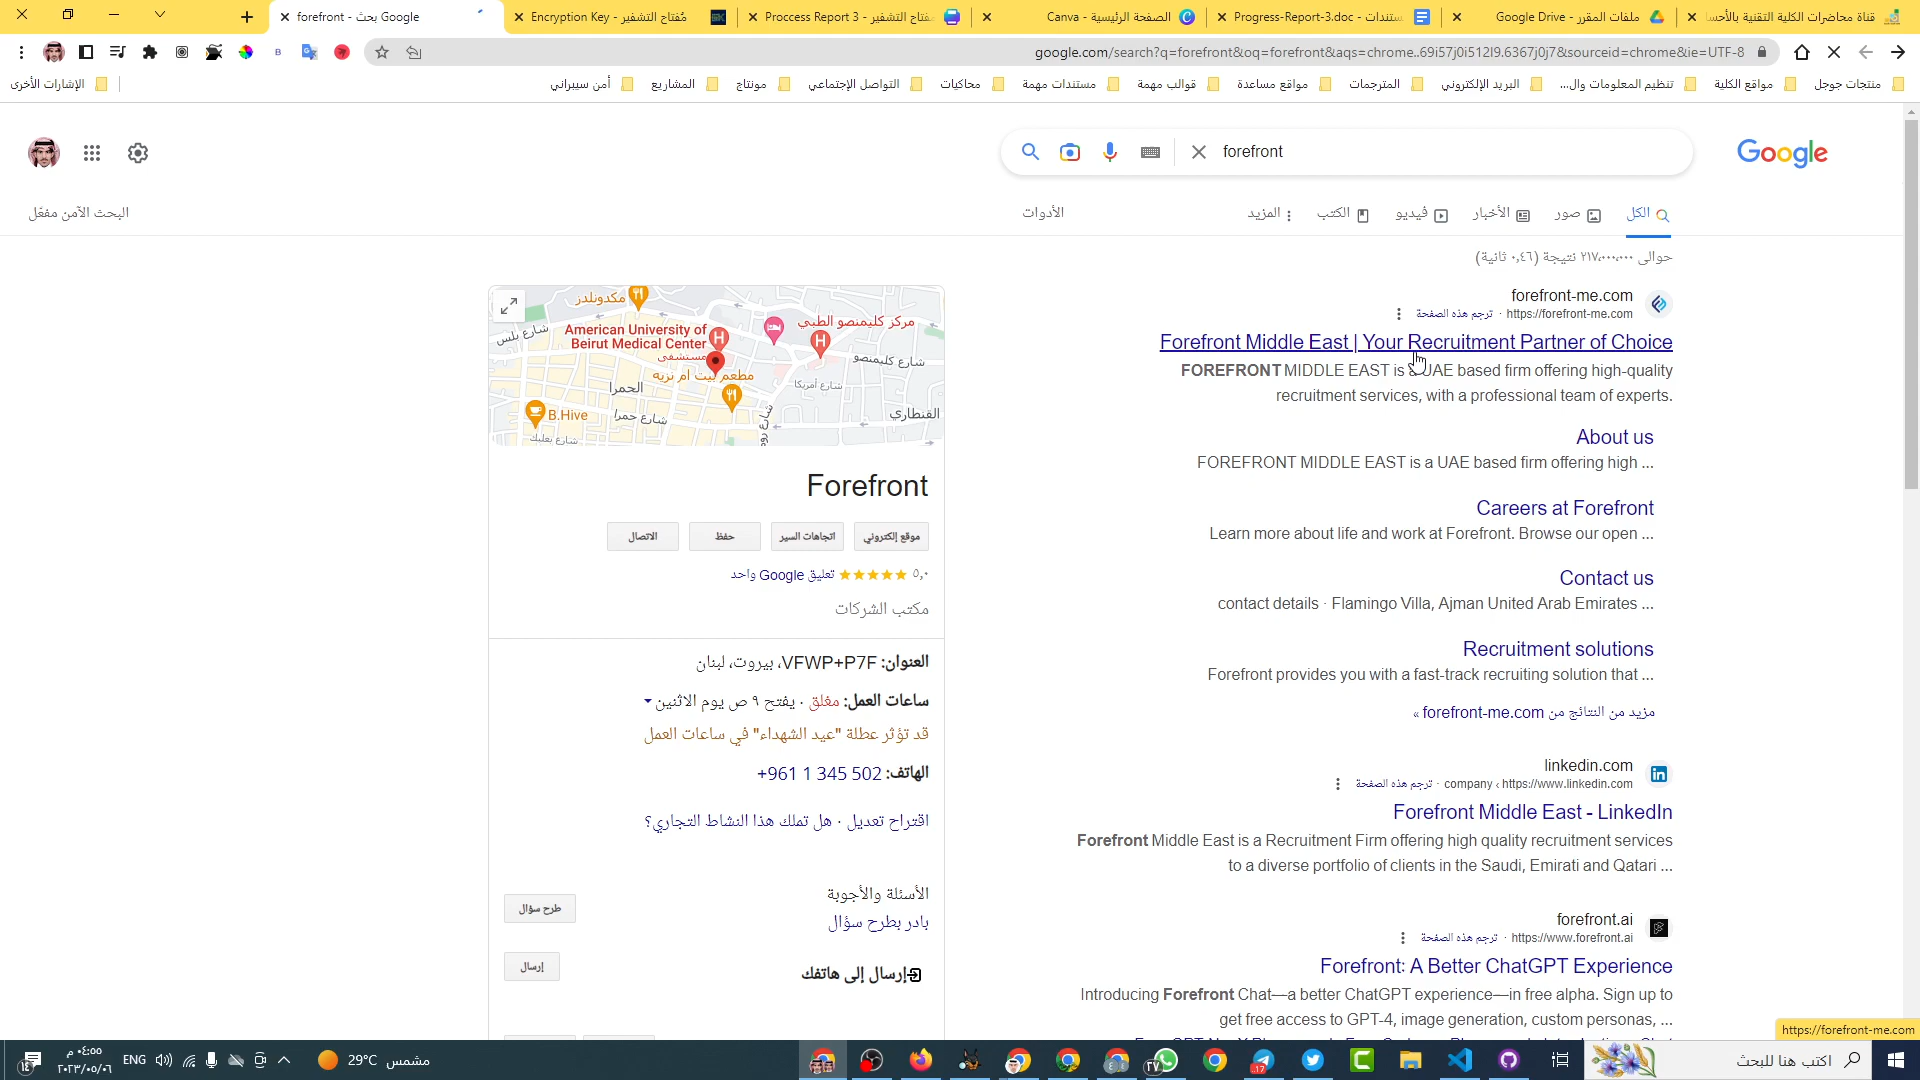 قناة محاضرات الكلية التقنية بالأحسا
ملفات المقرر - Google Drive
Progress-Report-3.doc - مستندات
الصفحة الرئيسية - Canva
Proccess Report 3 - مفتاح التشفير
Encryption Key - مُفتاح التشفير
forefront - بحث Google
google.com/search?q=forefront&oq=forefront&aqs=chrome..69i57j0i512l9.6367j0j7&sourceid=chrome&ie=UTF-8
منتجات جوجل
مواقع الكلية
تنظيم المعلومات وال...
البريد الإلكتروني
المترجمات
مواقع مساعدة
قوالب مهمة
مستندات مهمة
محاكيات
التواصل الإجتماعي
مونتاج
المشاريع
أمن سيبراني
الإشارات الأخرى
Google
forefront
الكل
صور
الأخبار
فيديو
الكتب
المزيد
الأدوات
البحث الآمن مفعّل
حوالى ٢١٧,٠٠٠,٠٠٠ نتيجة (٠,٤٦ ثانية)
forefront-me.com
https://forefront-me.com · ترجم هذه الصفحة
Forefront Middle East | Your Recruitment Partner of Choice
FOREFRONT MIDDLE EAST is UAE based firm offering high-quality
recruitment services, with a professional team of experts.
About us
FOREFRONT MIDDLE EAST is a UAE based firm offering high ...
Careers at Forefront
Learn more about life and work at Forefront. Browse our open ...
Contact us
contact details · Flamingo Villa, Ajman United Arab Emirates ...
Recruitment solutions
Forefront provides you with a fast-track recruiting solution that ...
مزيد من النتائج من forefront-me.com »
linkedin.com
https://www.linkedin.com › company · ترجم هذه الصفحة
Forefront Middle East - LinkedIn
Forefront Middle East is a Recruitment Firm offering high quality recruitment services
to a diverse portfolio of clients in the Saudi, Emirati and Qatari ...
forefront.ai
https://www.forefront.ai · ترجم هذه الصفحة
Forefront: A Better ChatGPT Experience
Introducing Forefront Chat—a better ChatGPT experience—in free alpha. Sign up to
get free access to GPT-4, image generation, custom personas, ...
مكدونلدز
شارع بلس
American University of
Beirut Medical Center
مستشفى
مركز كليمنصو الطبي
شارع كليمنصو
مطعم بيت ام نزيه
الحمرا
شارع أمريكا
القنطاري
B.Hive
شارع حمرا
شارع بعلبك
Forefront
موقع إلكتروني
اتجاهات السير
حفظ
الاتصال
٥,٠ تعليق Google واحد
مكتب الشركات
العنوان: VFWP+P7F، بيروت، لبنان
ساعات العمل: مغلق · يفتح ٩ ص يوم الاثنين
قد تؤثر عطلة "عيد الشهداء" في ساعات العمل
الهاتف: +961 1 345 502
اقتراح تعديل · هل تملك هذا النشاط التجاري؟
الأسئلة والأجوبة
طرح سؤال
بادر بطرح سؤال
إرسال إلى هاتفك
إرسال
https://forefront-me.com
اكتب هنا للبحث
17
TV
29°C مشمس
ENG
٠٤:٥٥ م
٢٠٢٣/٠٥/٠٦
١٤